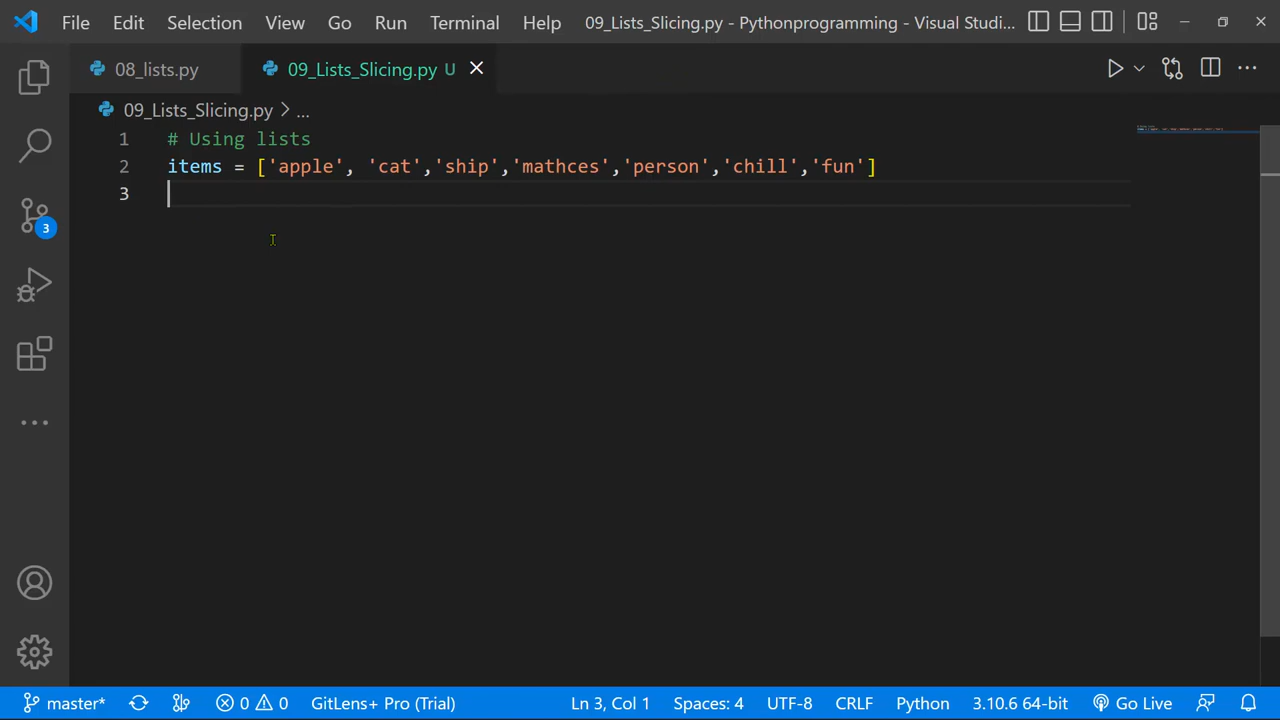 File Edit Selection View Go Run Terminal Help 09_Lists_Slicing.py - Pythonprogramming - Visual Studi...
08_lists.py 09_Lists_Slicing.py U
09_Lists_Slicing.py > ...
1 # Using lists
2 items = ['apple', 'cat','ship','mathces','person','chill','fun']
3
3
master* 0 0 GitLens+ Pro (Trial) Ln 3, Col 1 Spaces: 4 UTF-8 CRLF Python 3.10.6 64-bit Go Live